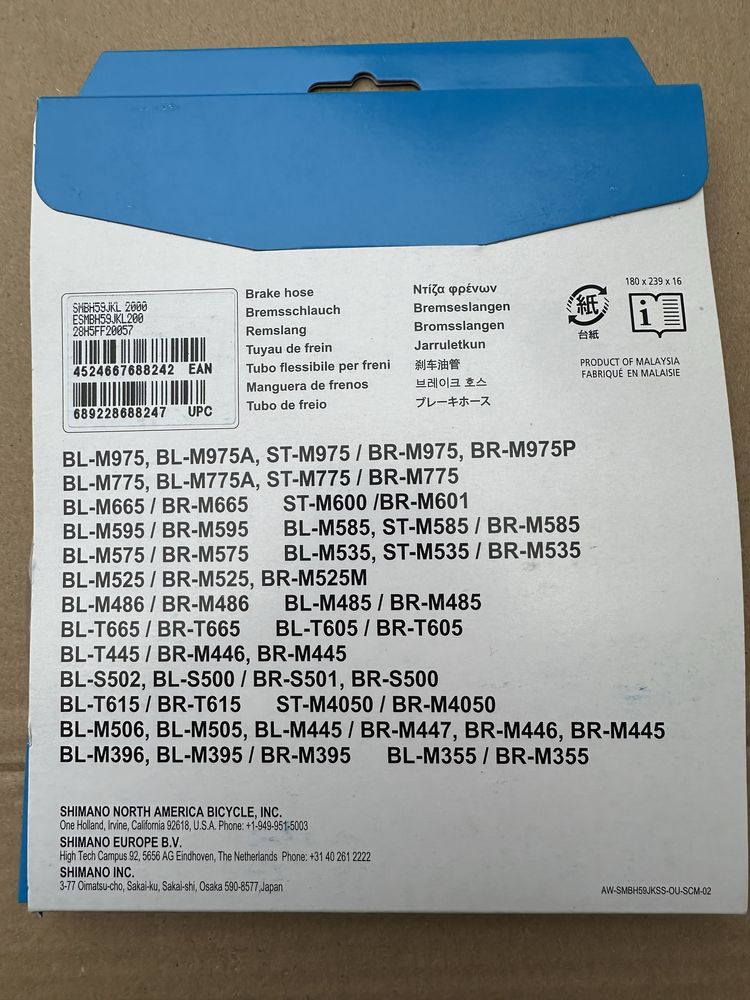 SMBH59JKL 2000
ESMBH59JKL200
28H5FF20057
4524667688242 EAN
689228688247 UPC
Brake hose
Bremsschlauch
Remslang
Tuyau de frein
Tubo flessibile per freni
Manguera de frenos
Tubo de freio
Ντίζα φρένων
Bremseslangen
Bromsslangen
Jarruletkun
刹车油管
브레이크 호스
ブレーキホース
紙
台紙
180 x 239 x 16
i
PRODUCT OF MALAYSIA
FABRIQUÉ EN MALAISIE
BL-M975, BL-M975A, ST-M975 / BR-M975, BR-M975P
BL-M775, BL-M775A, ST-M775 / BR-M775
BL-M665 / BR-M665 ST-M600 /BR-M601
BL-M595 / BR-M595 BL-M585, ST-M585 / BR-M585
BL-M575 / BR-M575 BL-M535, ST-M535 / BR-M535
BL-M525 / BR-M525, BR-M525M
BL-M486 / BR-M486 BL-M485 / BR-M485
BL-T665 / BR-T665 BL-T605 / BR-T605
BL-T445 / BR-M446, BR-M445
BL-S502, BL-S500 / BR-S501, BR-S500
BL-T615 / BR-T615 ST-M4050 / BR-M4050
BL-M506, BL-M505, BL-M445 / BR-M447, BR-M446, BR-M445
BL-M396, BL-M395 / BR-M395 BL-M355 / BR-M355
SHIMANO NORTH AMERICA BICYCLE, INC.
One Holland, Irvine, California 92618, U.S.A. Phone: +1-949-951-5003
SHIMANO EUROPE B.V.
High Tech Campus 92, 5656 AG Eindhoven, The Netherlands Phone: +31 40 261 2222
SHIMANO INC.
3-77 Oimatsu-cho, Sakai-ku, Sakai-shi, Osaka 590-8577,Japan
AW-SMBH59JKSS-OU-SCM-02